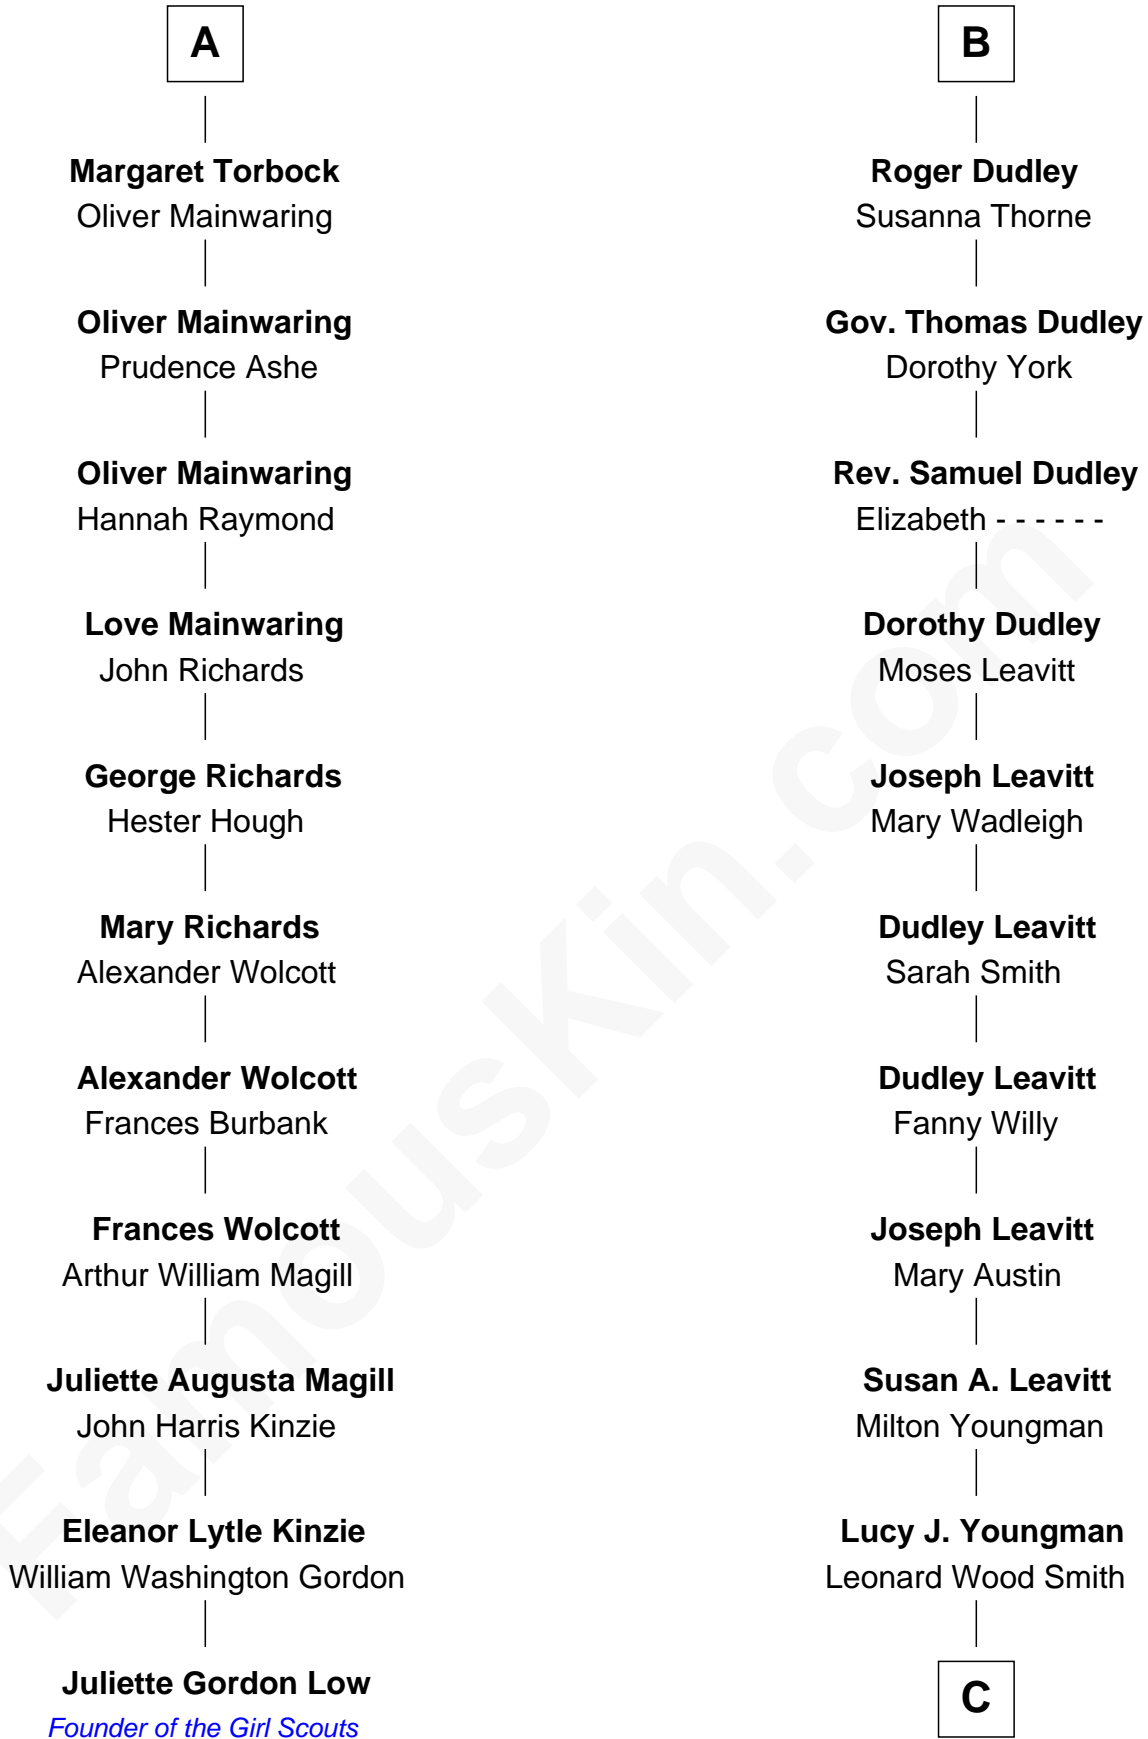 A
Margaret Torbock
Oliver Mainwaring
Oliver Mainwaring
Prudence Ashe
Oliver Mainwaring
Hannah Raymond
Love Mainwaring
John Richards
George Richards
Hester Hough
Mary Richards
Alexander Wolcott
Alexander Wolcott
Frances Burbank
Frances Wolcott
Arthur William Magill
Juliette Augusta Magill
John Harris Kinzie
Eleanor Lytle Kinzie
William Washington Gordon
Juliette Gordon Low
Founder of the Girl Scouts
B
Roger Dudley
Susanna Thorne
Gov. Thomas Dudley
Dorothy York
Rev. Samuel Dudley
Elizabeth - - - - - -
Dorothy Dudley
Moses Leavitt
Joseph Leavitt
Mary Wadleigh
Dudley Leavitt
Sarah Smith
Dudley Leavitt
Fanny Willy
Joseph Leavitt
Mary Austin
Susan A. Leavitt
Milton Youngman
Lucy J. Youngman
Leonard Wood Smith
C
FamousKin.com